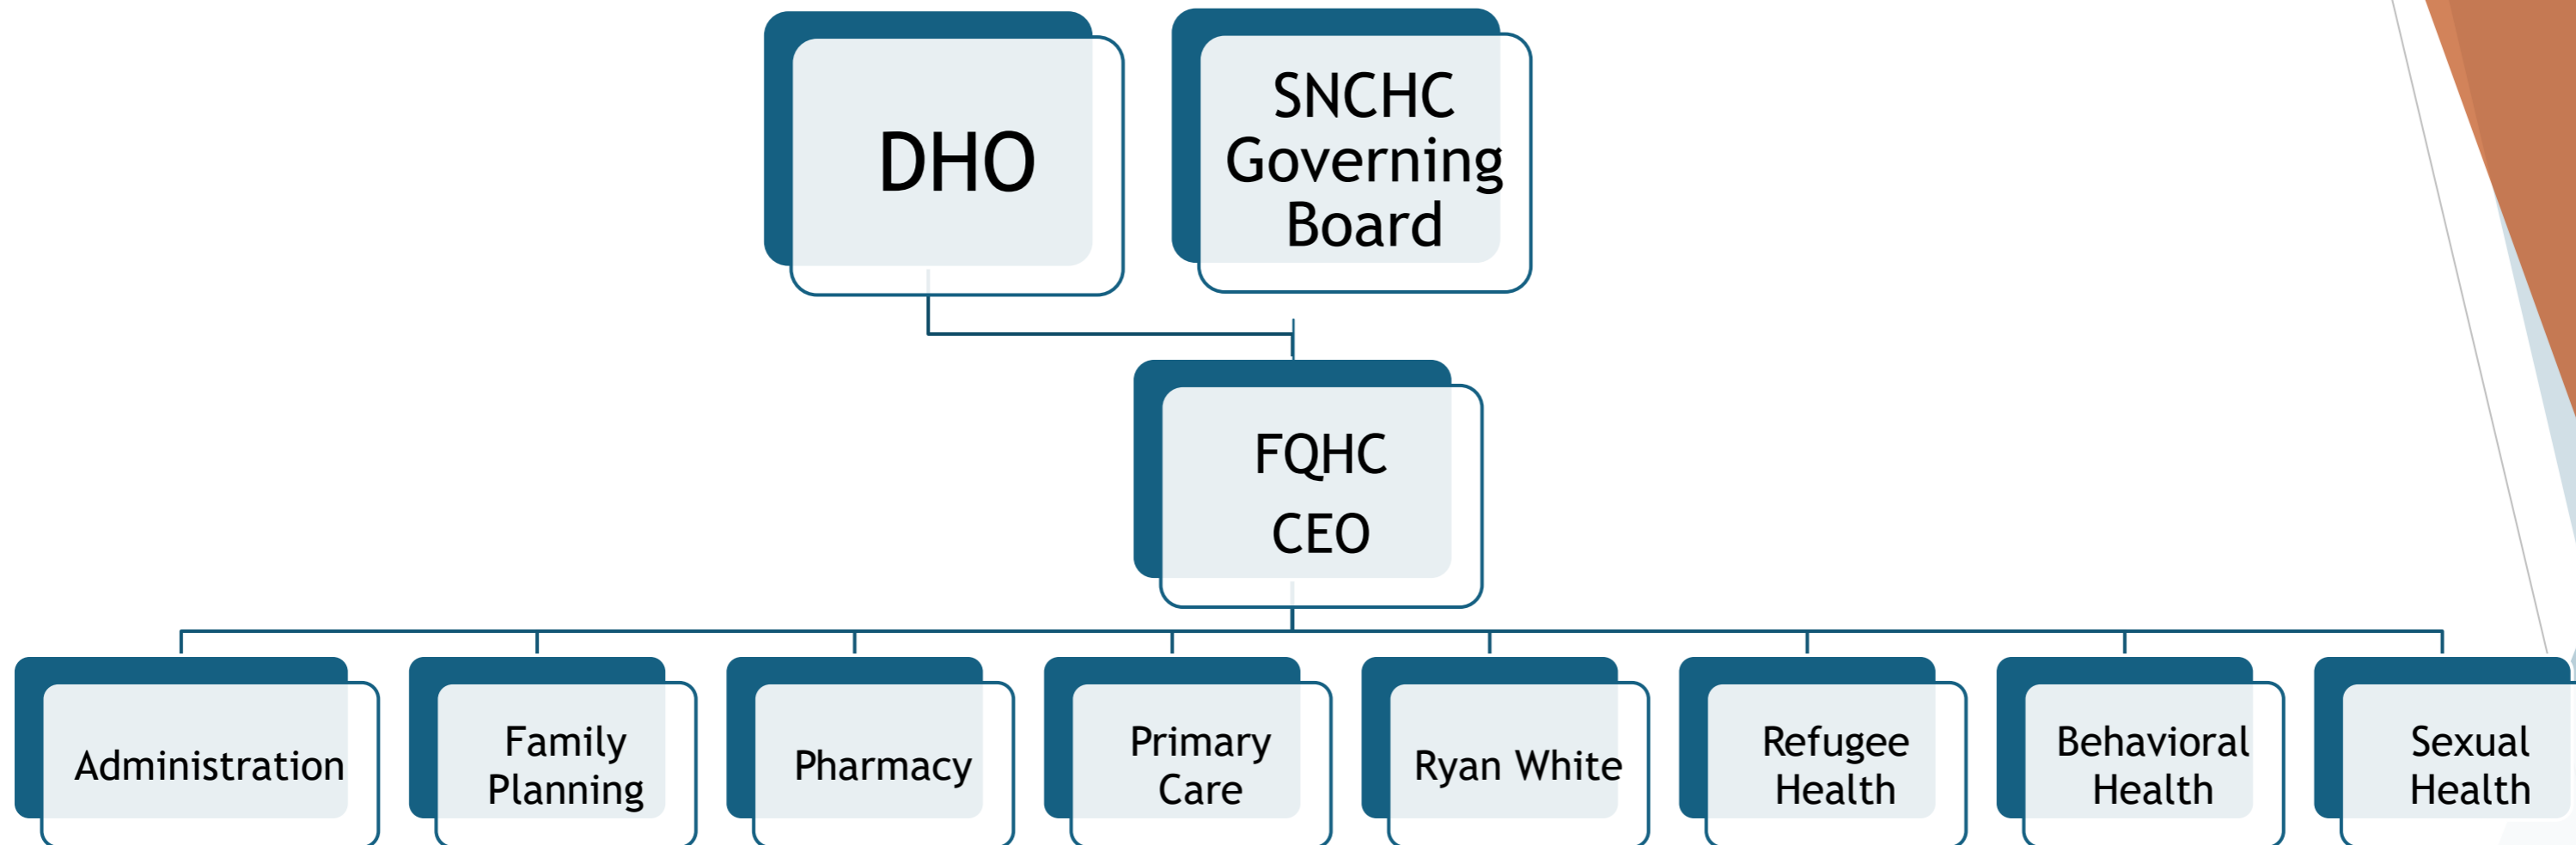 DHO
SNCHC
Governing
Board
FQHC
CEO
Administration
Family
Planning
Pharmacy
Primary
Care
Ryan White
Refugee
Health
Behavioral
Health
Sexual
Health